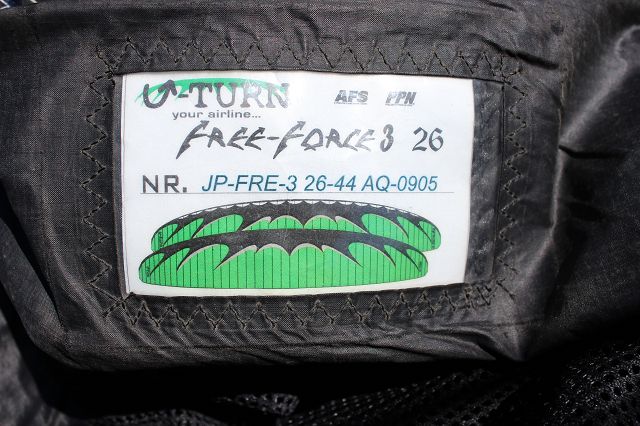 U-TURN
your airline...
AFS PPN
FREE-FORCE 3 26
NR. JP-FRE-3 26-44 AQ-0905